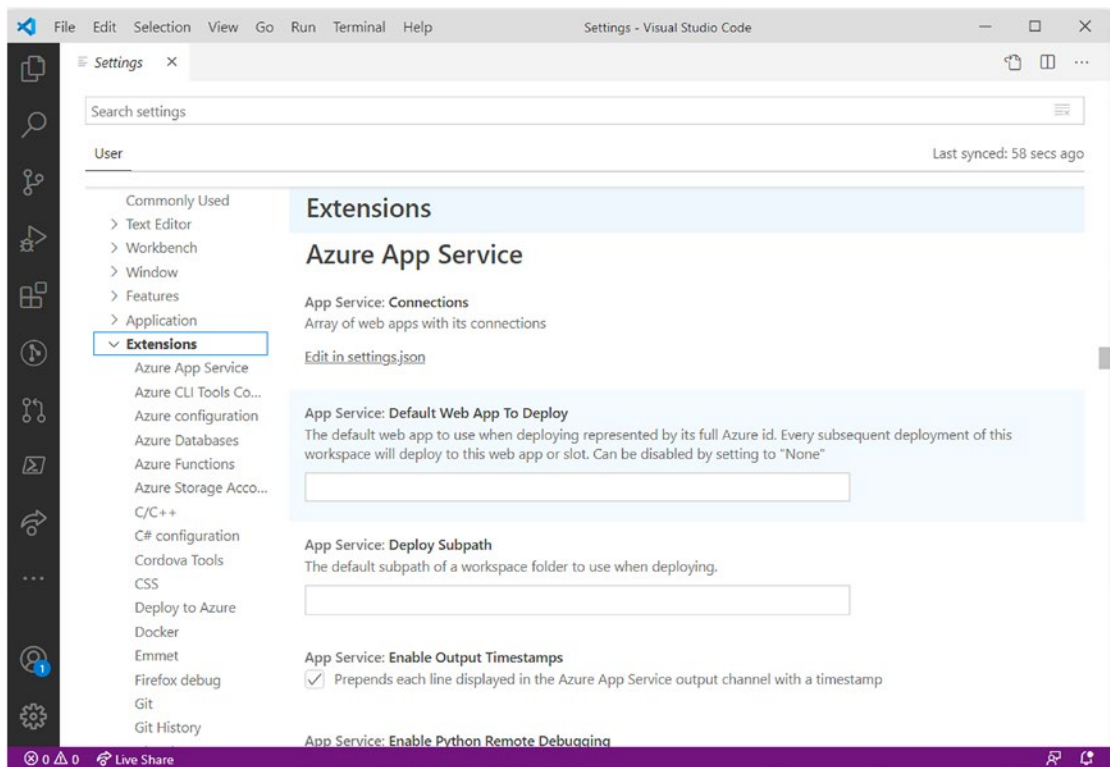 File Edit Selection View Go Run Terminal Help Settings - Visual Studio Code
Settings
Search settings
User Last synced: 58 secs ago
Commonly Used
Text Editor
Workbench
Window
Features
Application
Extensions
Azure App Service
Azure CLI Tools Co...
Azure configuration
Azure Databases
Azure Functions
Azure Storage Acco...
C/C++
C# configuration
Cordova Tools
CSS
Deploy to Azure
Docker
Emmet
Firefox debug
Git
Git History
Extensions
Azure App Service
App Service: Connections
Array of web apps with its connections
Edit in settings.json
App Service: Default Web App To Deploy
The default web app to use when deploying represented by its full Azure id. Every subsequent deployment of this
workspace will deploy to this web app or slot. Can be disabled by setting to "None"
App Service: Deploy Subpath
The default subpath of a workspace folder to use when deploying.
App Service: Enable Output Timestamps
Prepends each line displayed in the Azure App Service output channel with a timestamp
App Service: Enable Python Remote Debugging
1
0 0 Live Share